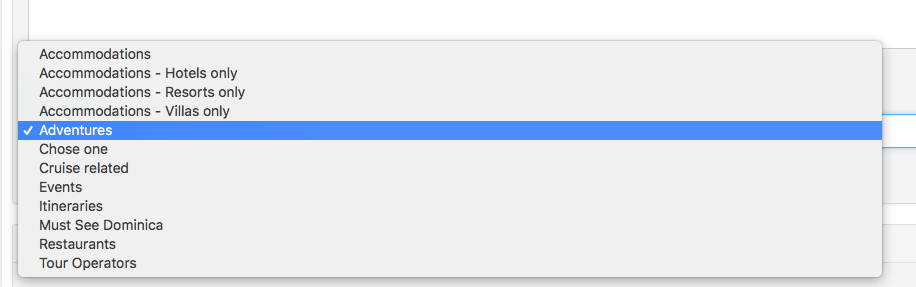 Accommodations
Accommodations - Hotels only
Accommodations - Resorts only
Accommodations - Villas only
✓ Adventures
Chose one
Cruise related
Events
Itineraries
Must See Dominica
Restaurants
Tour Operators